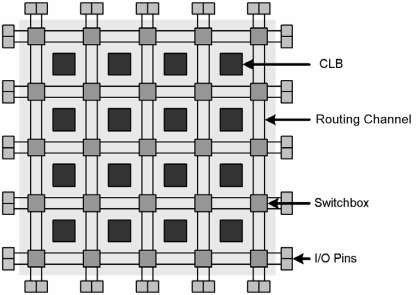 CLB
Routing Channel
Switchbox
I/O Pins